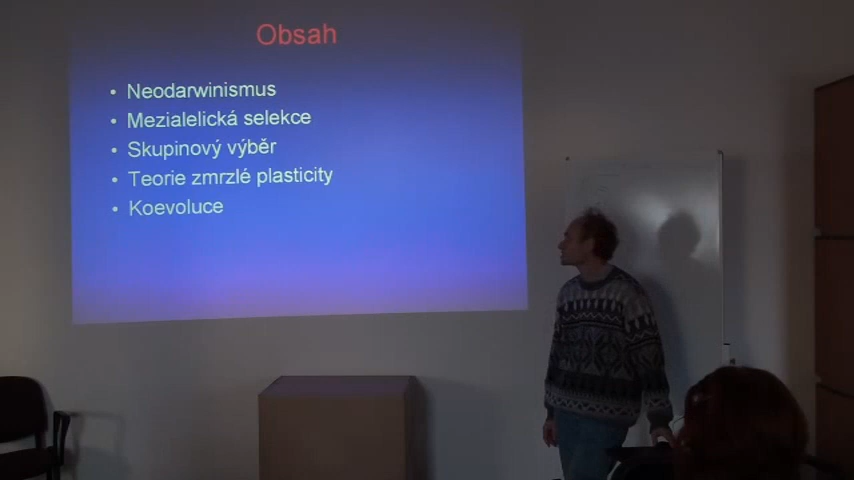 Obsah
• Neodarwinismus
• Mezialelická selekce
• Skupinový výběr
• Teorie zmrzlé plasticity
• Koevoluce